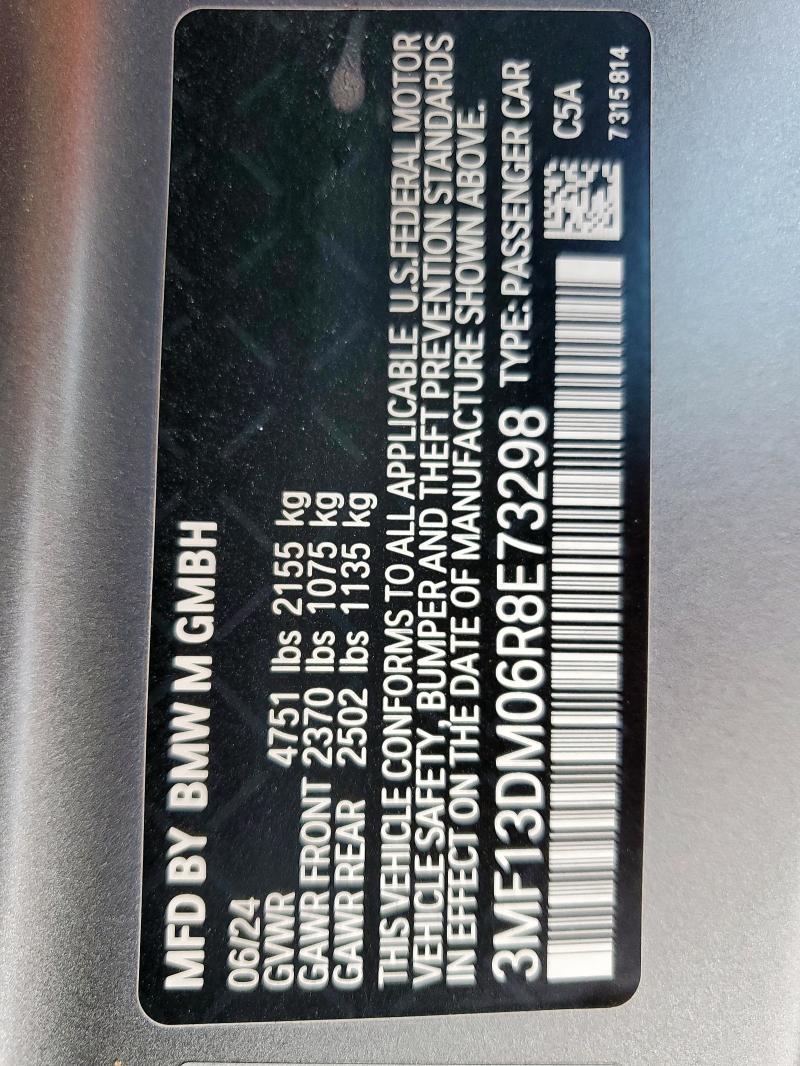 MFD BY BMW M GMBH
06/24
GVWR 4751 lbs 2155 kg
GAWR FRONT 2370 lbs 1075 kg
GAWR REAR 2502 lbs 1135 kg
THIS VEHICLE CONFORMS TO ALL APPLICABLE U.S.FEDERAL MOTOR
VEHICLE SAFETY, BUMPER AND THEFT PREVENTION STANDARDS
IN EFFECT ON THE DATE OF MANUFACTURE SHOWN ABOVE.
3MF13DM06R8E73298 TYPE: PASSENGER CAR
C5A
7315814